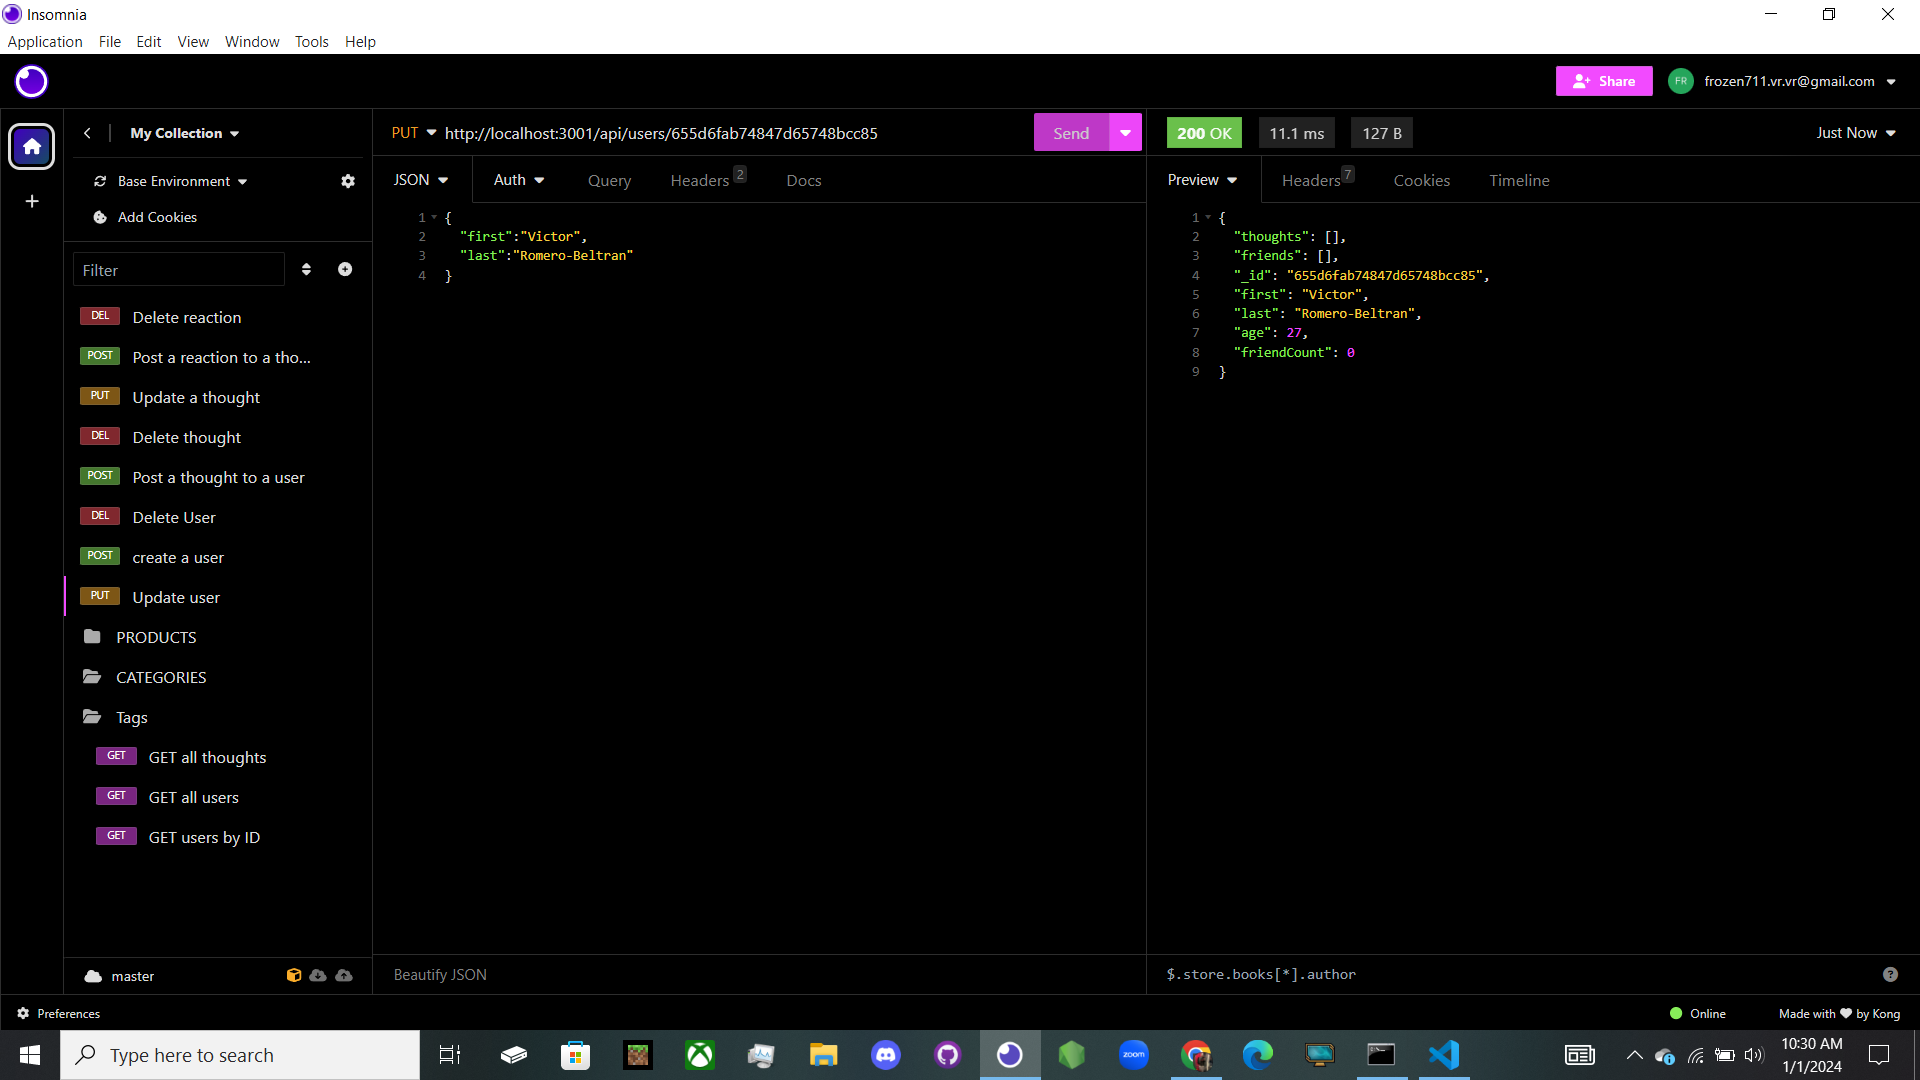 Insomnia
Application File Edit View Window Tools Help
Share
FR
frozen711.vr.vr@gmail.com
My Collection
Base Environment
Add Cookies
Filter
DEL Delete reaction
POST Post a reaction to a tho...
PUT Update a thought
DEL Delete thought
POST Post a thought to a user
DEL Delete User
POST create a user
PUT Update user
PRODUCTS
CATEGORIES
Tags
GET GET all thoughts
GET GET all users
GET GET users by ID
master
PUT http://localhost:3001/api/users/655d6fab74847d65748bcc85
Send
JSON Auth Query Headers 2 Docs
1 {
2 "first":"Victor",
3 "last":"Romero-Beltran"
4 }
Beautify JSON
200 OK 11.1 ms 127 B Just Now
Preview Headers 7 Cookies Timeline
1 {
2 "thoughts": [],
3 "friends": [],
4 "_id": "655d6fab74847d65748bcc85",
5 "first": "Victor",
6 "last": "Romero-Beltran",
7 "age": 27,
8 "friendCount": 0
9 }
$.store.books[*].author
?
Preferences
Online
Made with ❤ by Kong
Type here to search
zoom
10:30 AM
1/1/2024